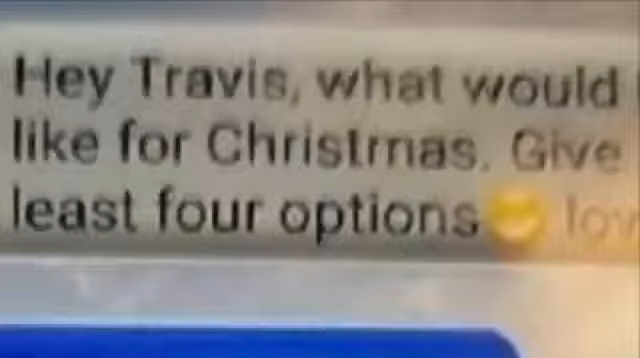 Hey Travis, what would
like for Christmas. Give
least four options😁